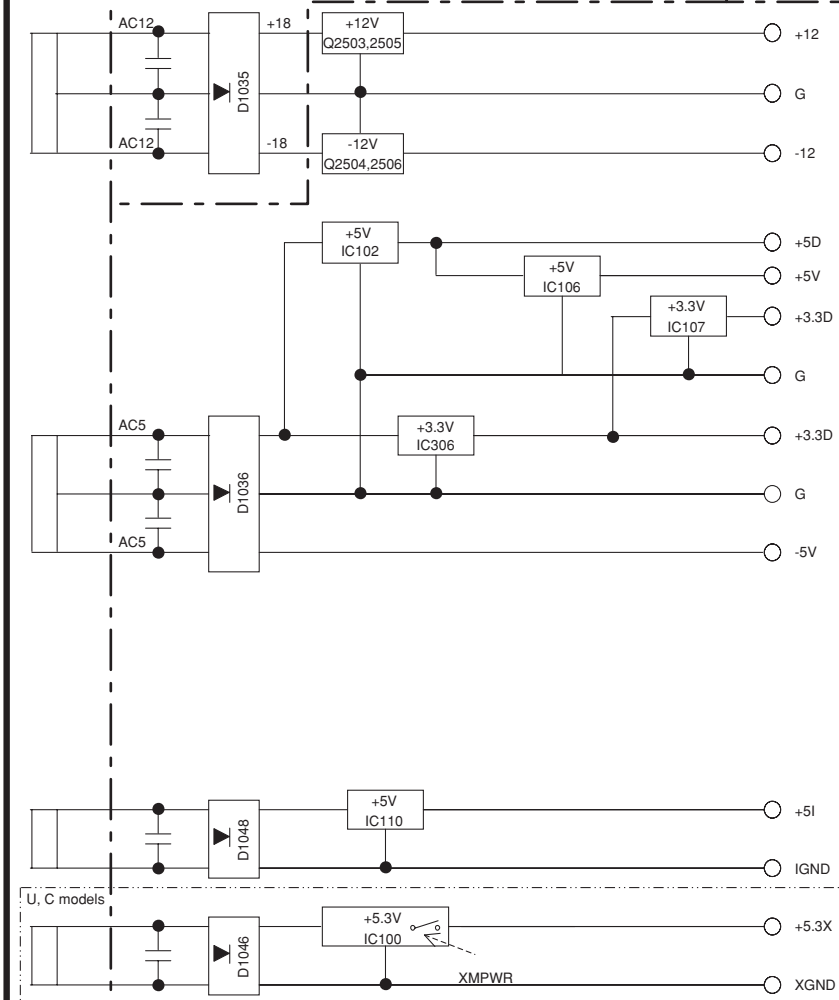 AC12
+18
+12V
Q2503,2505
+12
D1035
G
AC12
-18
-12V
Q2504,2506
-12
+5V
IC102
+5D
+5V
IC106
+5V
+3.3V
IC107
+3.3D
G
AC5
+3.3V
IC306
+3.3D
D1036
G
AC5
-5V
+5V
IC110
+5I
D1048
IGND
U, C models
+5.3V
IC100
+5.3X
D1046
XMPWR
XGND